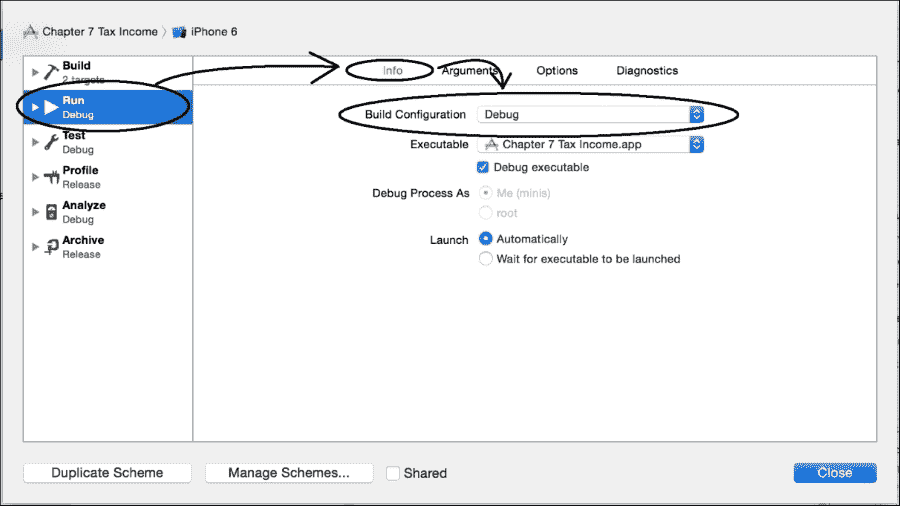 Chapter 7 Tax Income 〉 iPhone 6
Build
2 targets
Run
Debug
Test
Debug
Profile
Release
Analyze
Debug
Archive
Release
Info Arguments Options Diagnostics
Build Configuration Debug
Executable Chapter 7 Tax Income.app
Debug executable
Debug Process As Me (minis)
root
Launch Automatically
Wait for executable to be launched
Duplicate Scheme Manage Schemes... Shared Close